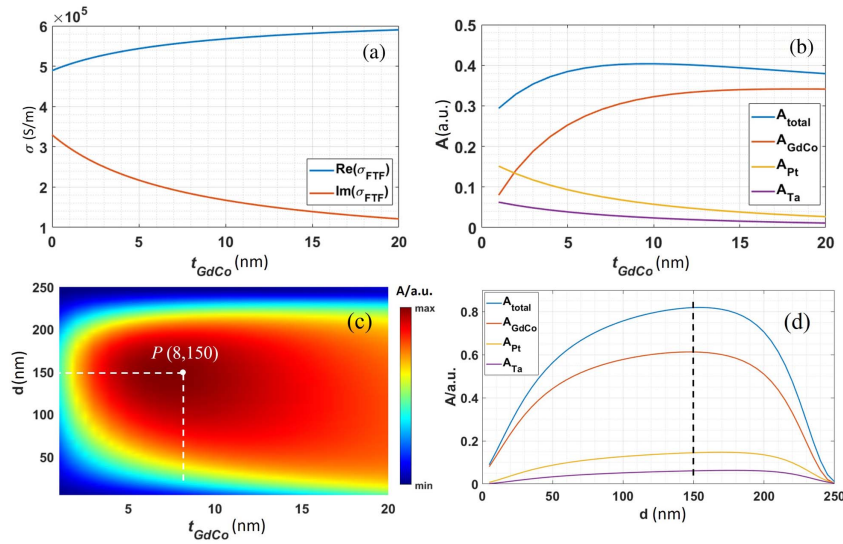 ×10⁵
6
5
4
3
2
1
σ (S/m)
(a)
Re(σ_FTF)
Im(σ_FTF)
0 5 10 15 20
t_GdCo (nm)
0.5
0.4
0.3
0.2
0.1
0
A(a.u.)
(b)
A_total
A_GdCo
A_Pt
A_Ta
0 5 10 15 20
t_GdCo (nm)
250
200
150
100
50
d(nm)
(c)
P (8,150)
A/a.u.
max
min
5 10 15 20
t_GdCo (nm)
0.8
0.6
0.4
0.2
0
A/a.u.
A_total
A_GdCo
A_Pt
A_Ta
(d)
0 50 100 150 200 250
d (nm)